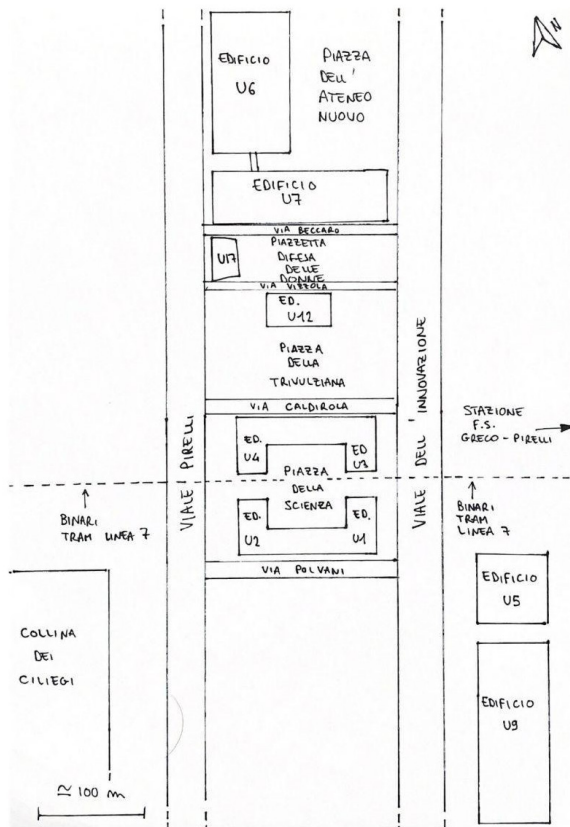 N
EDIFICIO
U6
PIAZZA
DELL'
ATENEO
NUOVO
EDIFICIO
U7
VIA BECCARO
U17
PIAZZETTA
DIFESA
DELLE
DONNE
VIA VIZZOLA
ED.
U12
PIAZZA
DELLA
TRIVULZIANA
VIA CALDIROLA
ED.
U4
ED
U3
PIAZZA
DELLA
SCIENZA
ED.
U2
ED.
U1
VIA POLVANI
VIALE PIRELLI
VIALE DELL'INNOVAZIONE
STAZIONE
F.S.
GRECO-PIRELLI
BINARI
TRAM LINEA 7
BINARI
TRAM
LINEA 7
EDIFICIO
U5
EDIFICIO
U9
COLLINA
DEI
CILIEGI
≃ 100 m